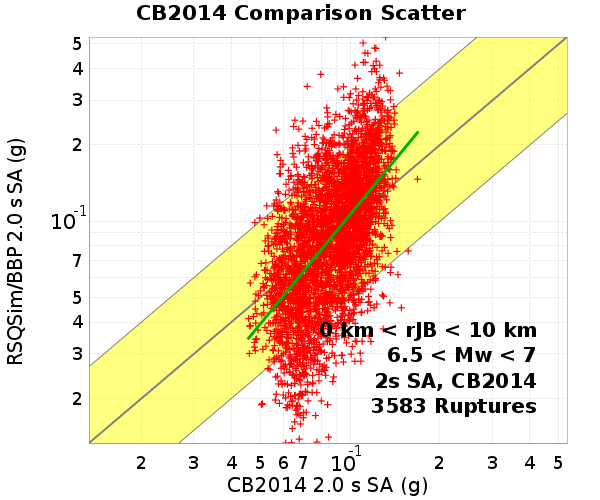 CB2014 Comparison Scatter
RSQSim/BBP 2.0 s SA (g)
5
4
3
2
10^-1
7
5
4
3
2
0 km < rJB < 10 km
6.5 < Mw < 7
2s SA, CB2014
3583 Ruptures
2 3 4 5 6 7 10^-1 2 3 4 5
CB2014 2.0 s SA (g)